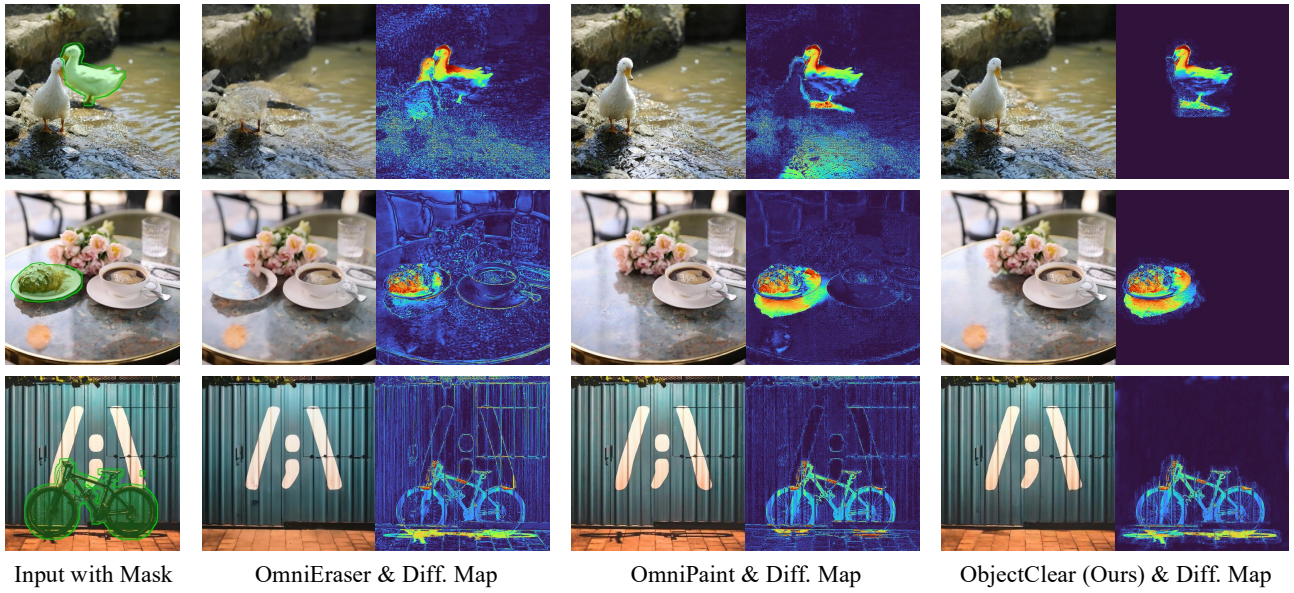 Input with Mask
OmniEraser & Diff. Map
OmniPaint & Diff. Map
ObjectClear (Ours) & Diff. Map